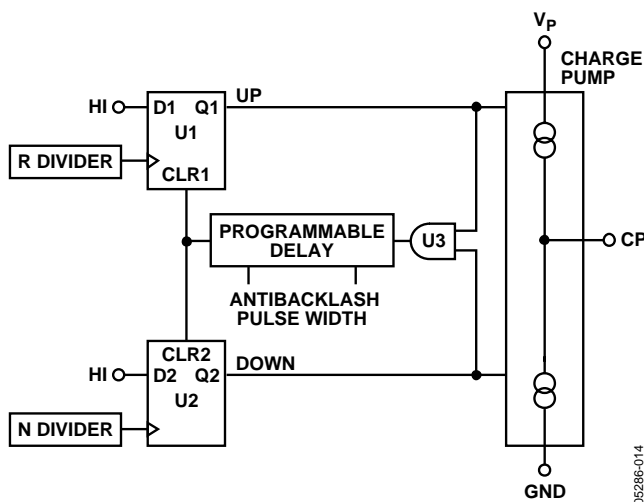 VP
CHARGE
PUMP
UP
HI
D1 Q1
U1
R DIVIDER
CLR1
PROGRAMMABLE
DELAY
U3
CP
ANTIBACKLASH
PULSE WIDTH
CLR2
DOWN
HI
D2 Q2
U2
N DIVIDER
GND
05286-014